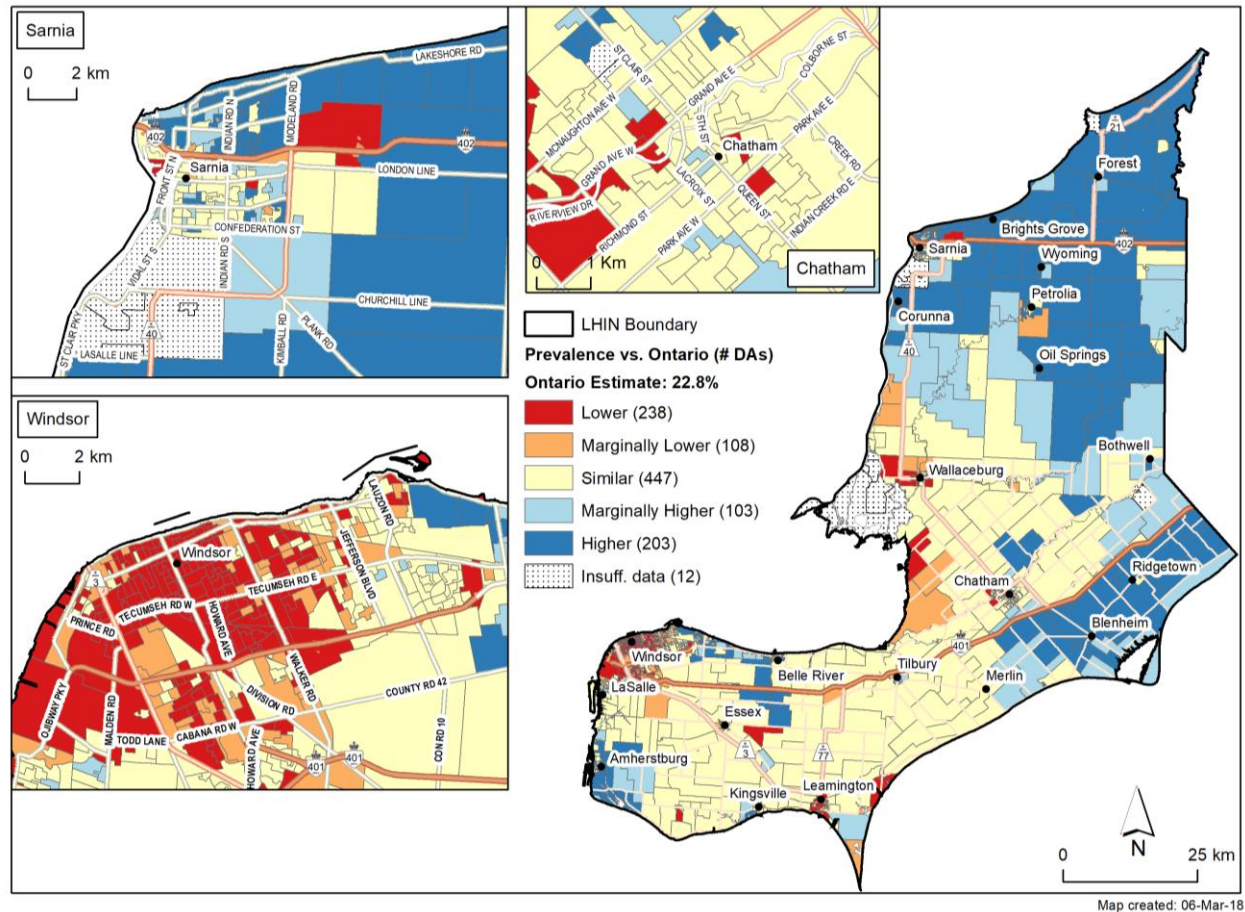 Sarnia
0 2 km
LAKESHORE RD
INDIAN RD N
MODELAND RD
402
402
FRONT ST N
Sarnia
LONDON LINE
CONFEDERATION ST
VIDAL ST S
INDIAN RD S
CHURCHILL LINE
ST CLAIR PKY
40
LASALLE LINE
KIMBALL RD
PLANK RD
ST CLAIR ST
COLBORNE ST
MCNAUGHTON AVE W
GRAND AVE E
5TH ST
PARK AVE E
Chatham
GRAND AVE W
CREEK RD
LACROIX ST
RIVERVIEW DR
QUEEN ST
RICHMOND ST
PARK AVE W
INDIAN CREEK RD E
0 1 Km
Chatham
LHIN Boundary
Prevalence vs. Ontario (# DAs)
Ontario Estimate: 22.8%
Lower (238)
Marginally Lower (108)
Similar (447)
Marginally Higher (103)
Higher (203)
Insuff. data (12)
Windsor
0 2 km
LAUZON RD
Windsor
JEFFERSON BLVD
3
TECUMSEH RD E
TECUMSEH RD W
PRINCE RD
HOWARD AVE
WALKER RD
COUNTY RD 42
OJIBWAY PKY
MALDEN RD
DIVISION RD
TODD LANE
CABANA RD W
HOWARD AVE
CON RD 10
401
401
21
Forest
Brights Grove
402
Sarnia
Wyoming
Petrolia
Corunna
40
Oil Springs
Bothwell
Wallaceburg
Chatham
Ridgetown
Blenheim
401
Windsor
Belle River
Tilbury
Merlin
LaSalle
Essex
3
77
Amherstburg
Kingsville
Leamington
N
0 25 km
Map created: 06-Mar-18